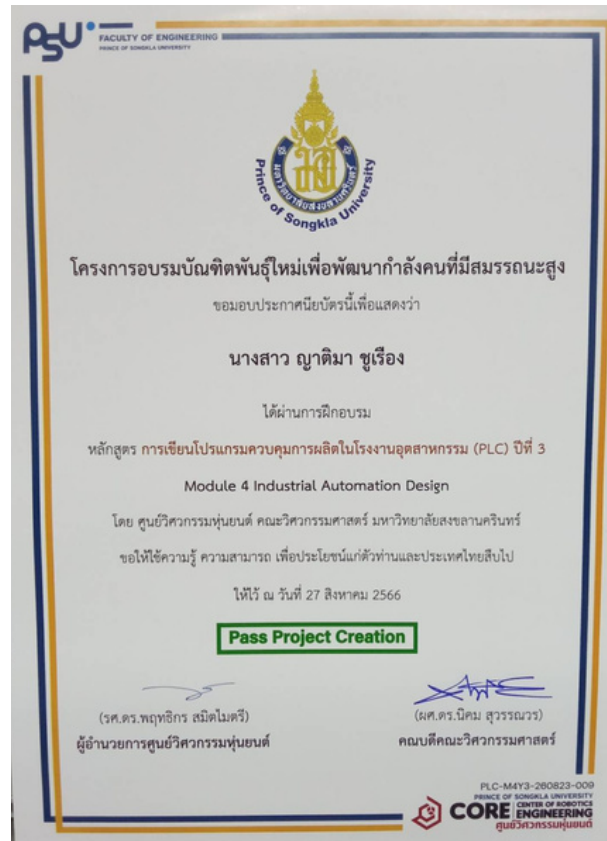 PSU
FACULTY OF ENGINEERING
PRINCE OF SONGKLA UNIVERSITY
มหาวิทยาลัยสงขลานครินทร์
Prince of Songkla University
โครงการอบรมบัณฑิตพันธุ์ใหม่เพื่อพัฒนากำลังคนที่มีสมรรถนะสูง
ขอมอบประกาศนียบัตรนี้เพื่อแสดงว่า
นางสาว ญาติมา ชูเรือง
ได้ผ่านการฝึกอบรม
หลักสูตร การเขียนโปรแกรมควบคุมการผลิตในโรงงานอุตสาหกรรม (PLC) ปีที่ 3
Module 4 Industrial Automation Design
โดย ศูนย์วิศวกรรมหุ่นยนต์ คณะวิศวกรรมศาสตร์ มหาวิทยาลัยสงขลานครินทร์
ขอให้ใช้ความรู้ ความสามารถ เพื่อประโยชน์แก่ตัวท่านและประเทศไทยสืบไป
ให้ไว้ ณ วันที่ 27 สิงหาคม 2566
Pass Project Creation
(รศ.ดร.พฤทธิกร สมิตไมตรี) (ผศ.ดร.นิคม สุวรรณวร)
ผู้อำนวยการศูนย์วิศวกรรมหุ่นยนต์ คณบดีคณะวิศวกรรมศาสตร์
PLC-M4Y3-260823-009
PRINCE OF SONGKLA UNIVERSITY
CORE CENTER OF ROBOTICS
ENGINEERING
ศูนย์วิศวกรรมหุ่นยนต์